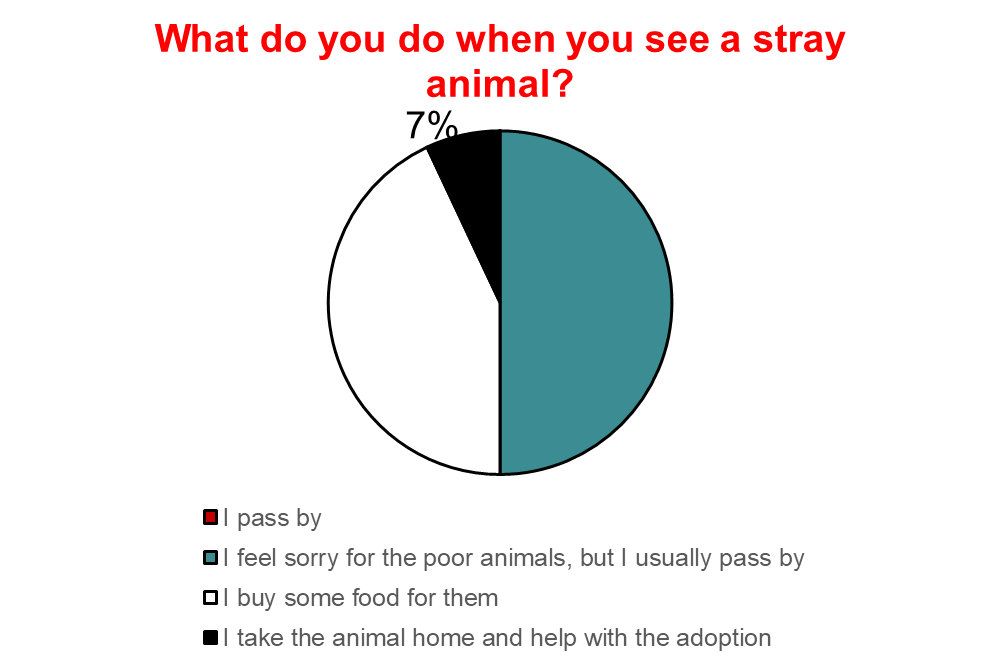 What do you do when you see a stray
animal?
7%
I pass by
I feel sorry for the poor animals, but I usually pass by
I buy some food for them
I take the animal home and help with the adoption